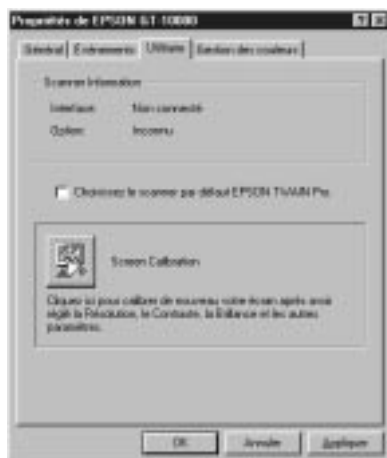 Propriétés de EPSON GT-10000
Général Evénements Utilitaire Gestion des couleurs
Scanner Information
Interface: Non connecté
Option: Inconnu
Choisissez le scanner par défaut EPSON TWAIN Pro.
Screen Calibration
Cliquez ici pour calibrer de nouveau votre écran après avoir
réglé la Résolution, le Contraste, la Brillance et les autres
paramètres.
OK Annuler Appliquer